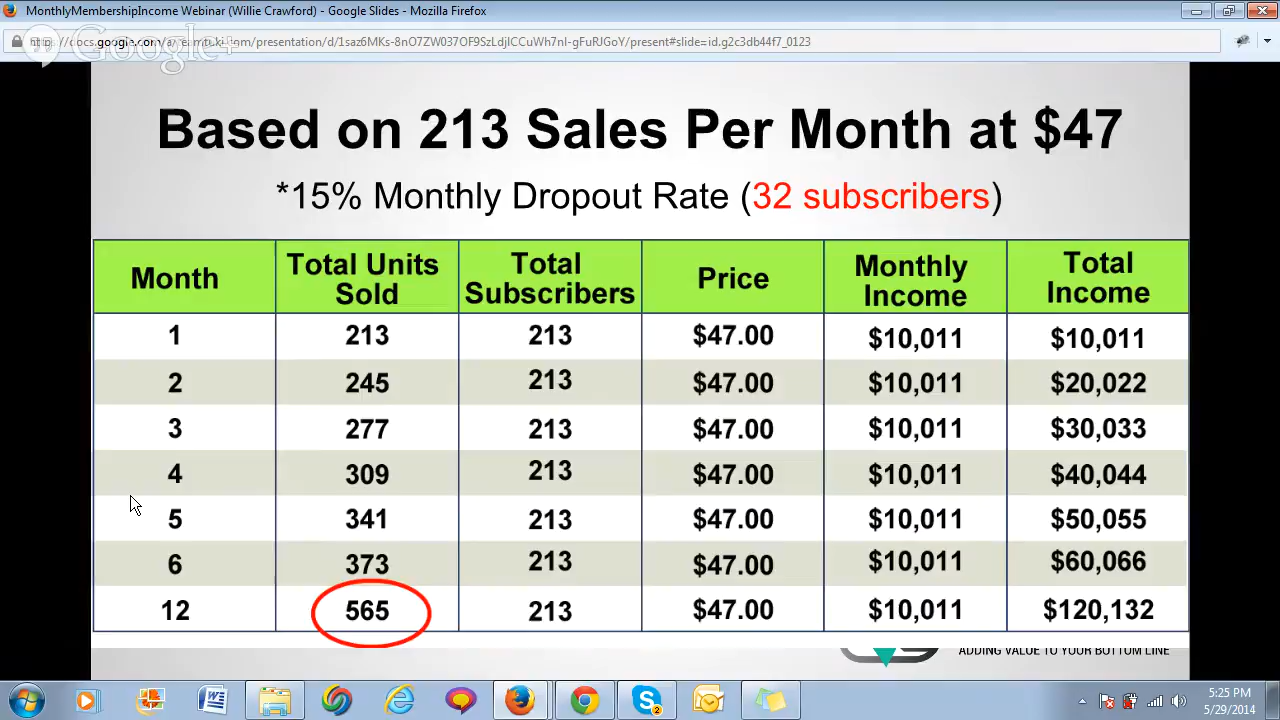 MonthlyMembershipIncome Webinar (Willie Crawford) - Google Slides - Mozilla Firefox
Google+
Based on 213 Sales Per Month at $47
*15% Monthly Dropout Rate (32 subscribers)
Month Total Units Sold Total Subscribers Price Monthly Income Total Income
1 213 213 $47.00 $10,011 $10,011
2 245 213 $47.00 $10,011 $20,022
3 277 213 $47.00 $10,011 $30,033
4 309 213 $47.00 $10,011 $40,044
5 341 213 $47.00 $10,011 $50,055
6 373 213 $47.00 $10,011 $60,066
12 565 213 $47.00 $10,011 $120,132
ADDING VALUE TO YOUR BOTTOM LINE
5:25 PM
5/29/2014